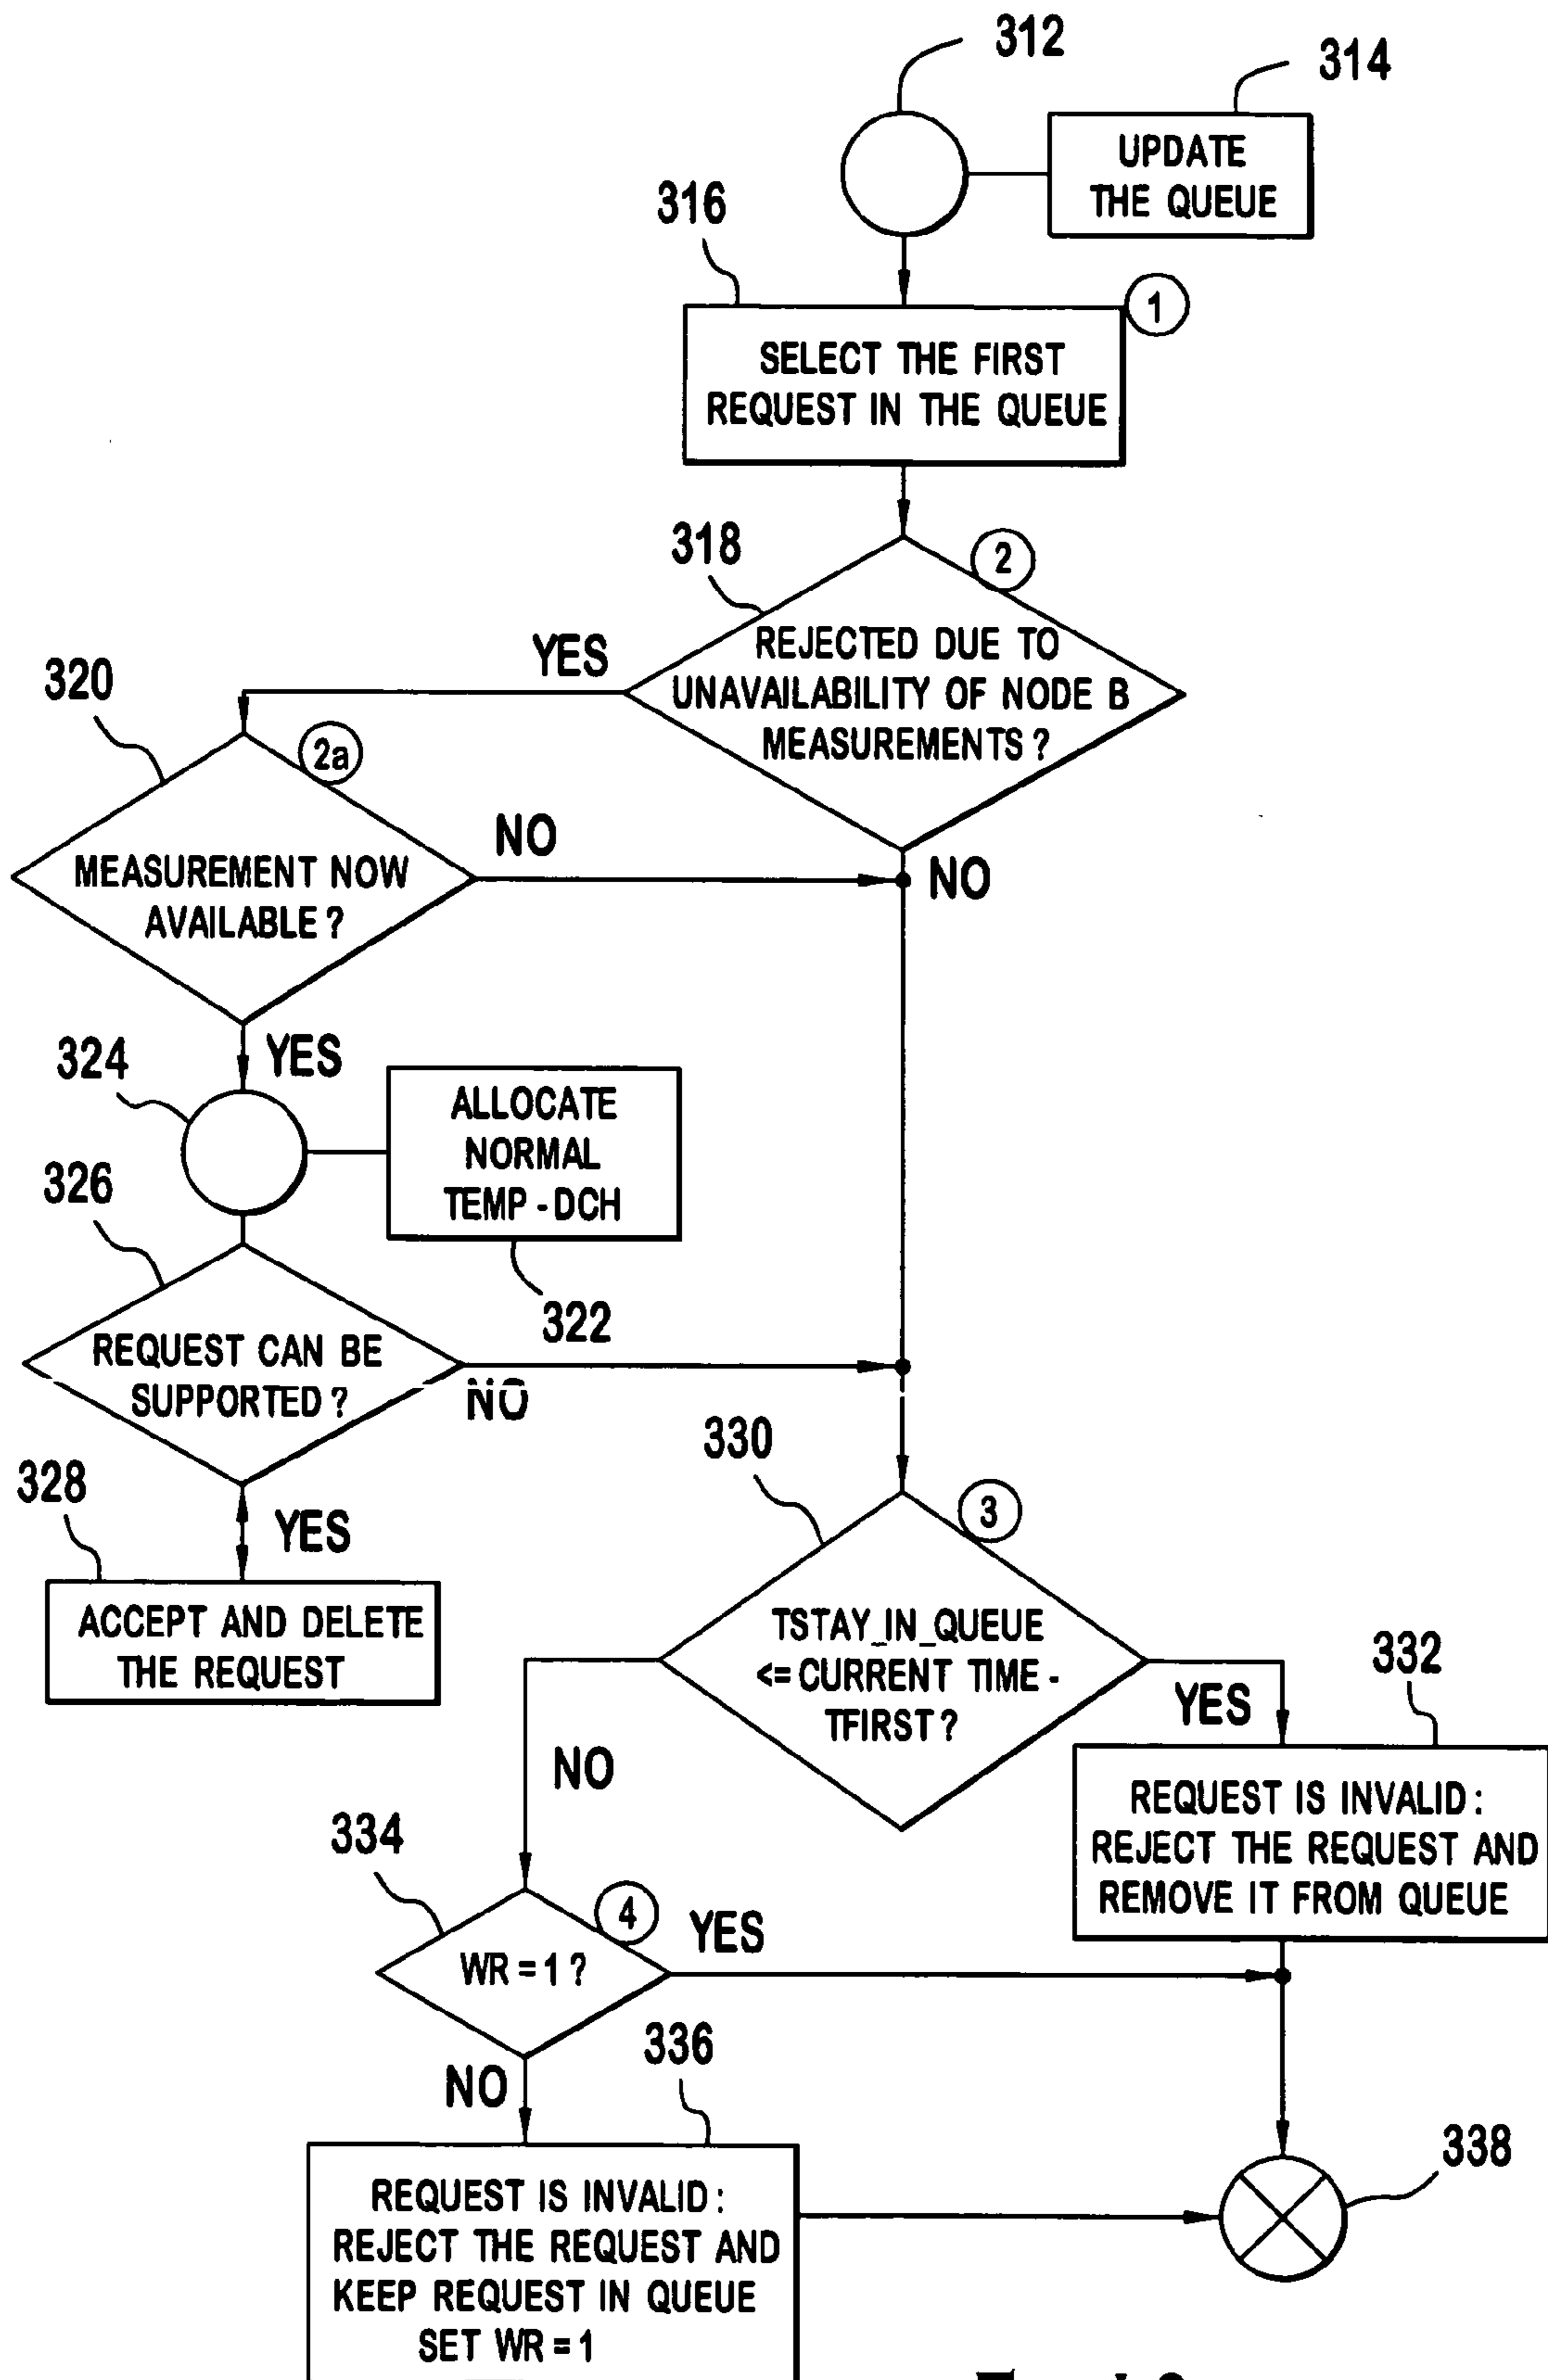 312
314
UPDATE
THE QUEUE
316
1
SELECT THE FIRST
REQUEST IN THE QUEUE
318
2
REJECTED DUE TO
UNAVAILABILITY OF NODE B
MEASUREMENTS?
YES
320
2a
NO
NO
MEASUREMENT NOW
AVAILABLE?
YES
324
ALLOCATE
NORMAL
TEMP-DCH
326
322
REQUEST CAN BE
SUPPORTED?
NO
330
328
YES
3
ACCEPT AND DELETE
THE REQUEST
TSTAY_IN_QUEUE
<= CURRENT TIME -
TFIRST?
332
YES
NO
REQUEST IS INVALID:
REJECT THE REQUEST AND
REMOVE IT FROM QUEUE
334
4
YES
WR = 1?
336
NO
338
REQUEST IS INVALID:
REJECT THE REQUEST AND
KEEP REQUEST IN QUEUE
SET WR = 1